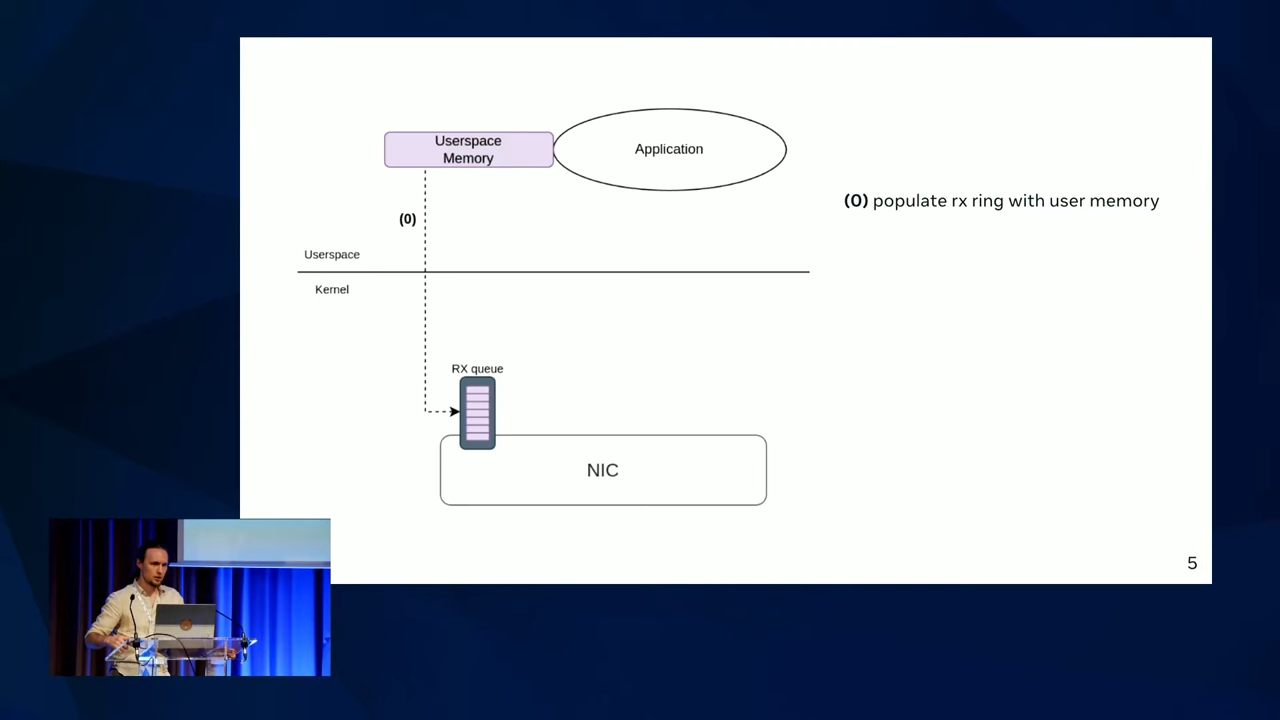 Userspace
Memory
Application
(0) populate rx ring with user memory
(0)
Userspace
Kernel
RX queue
NIC
5